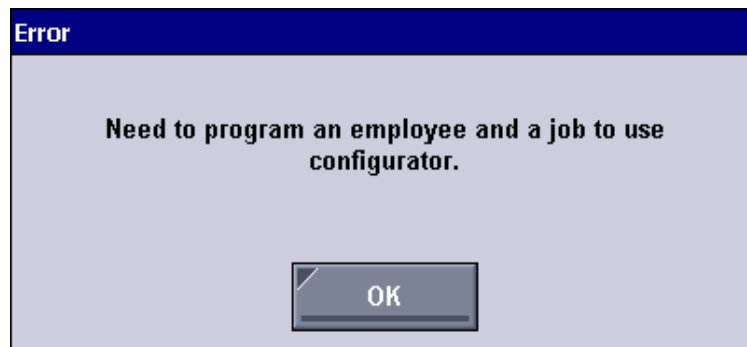 Error
Need to program an employee and a job to use
configurator.
OK